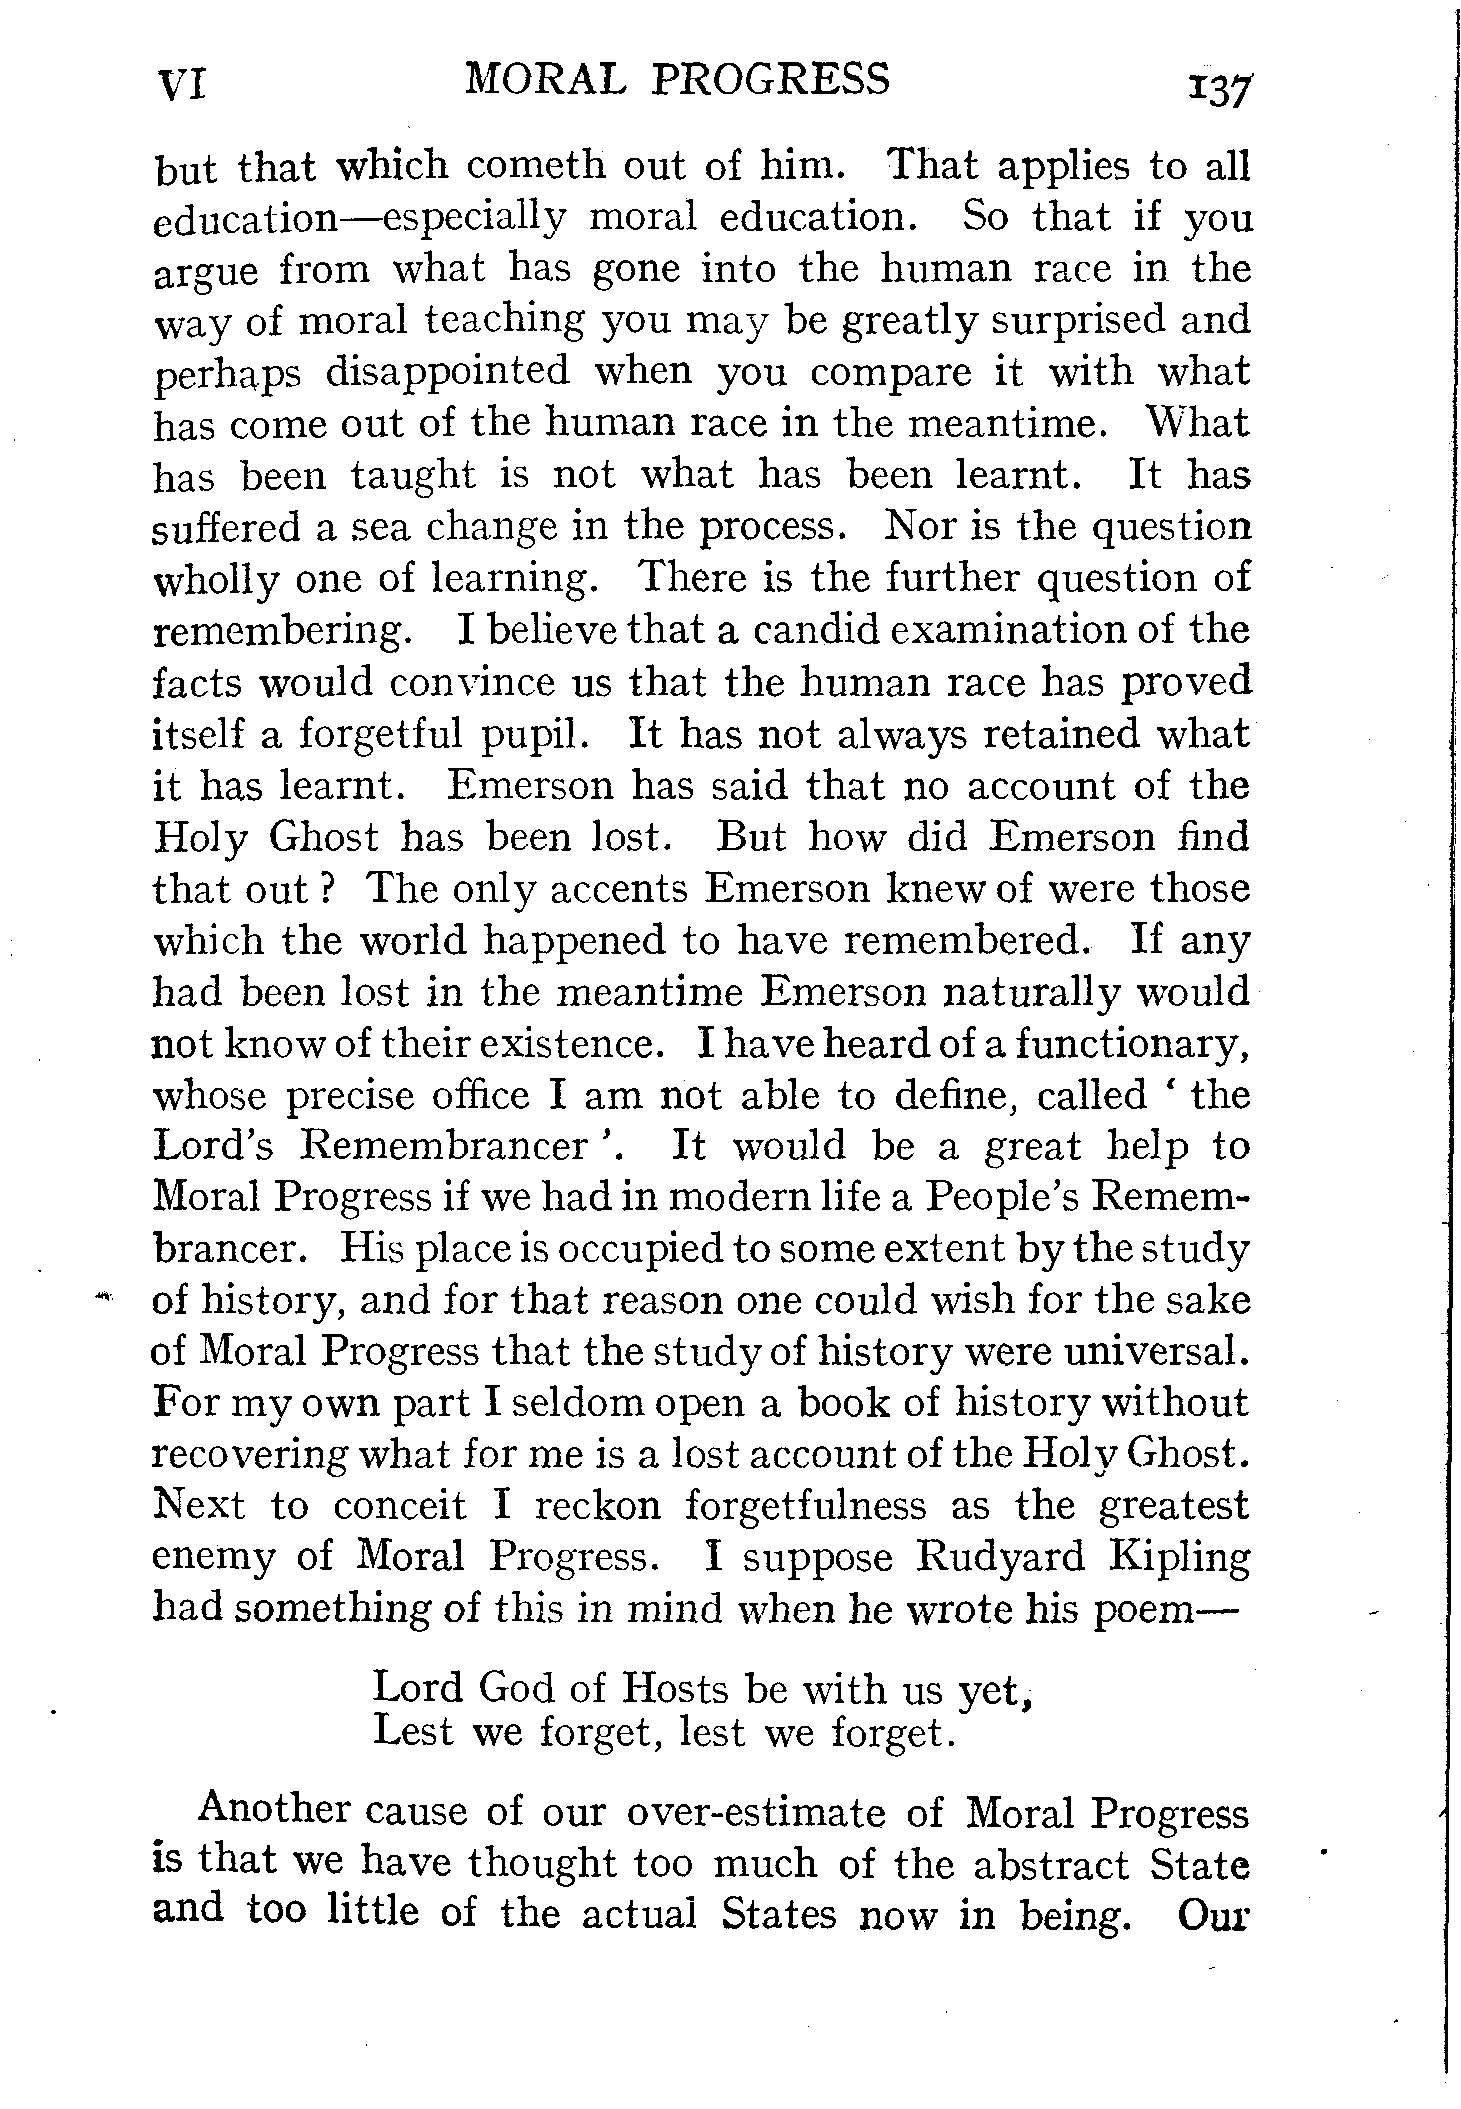 VI MORAL PROGRESS 137
but that which cometh out of him. That applies to all
education—especially moral education. So that if you
argue from what has gone into the human race in the
way of moral teaching you may be greatly surprised and
perhaps disappointed when you compare it with what
has come out of the human race in the meantime. What
has been taught is not what has been learnt. It has
suffered a sea change in the process. Nor is the question
wholly one of learning. There is the further question of
remembering. I believe that a candid examination of the
facts would convince us that the human race has proved
itself a forgetful pupil. It has not always retained what
it has learnt. Emerson has said that no account of the
Holy Ghost has been lost. But how did Emerson find
that out ? The only accents Emerson knew of were those
which the world happened to have remembered. If any
had been lost in the meantime Emerson naturally would
not know of their existence. I have heard of a functionary,
whose precise office I am not able to define, called ‘ the
Lord’s Remembrancer ’. It would be a great help to
Moral Progress if we had in modern life a People’s Remem-
brancer. His place is occupied to some extent by the study
of history, and for that reason one could wish for the sake
of Moral Progress that the study of history were universal.
For my own part I seldom open a book of history without
recovering what for me is a lost account of the Holy Ghost.
Next to conceit I reckon forgetfulness as the greatest
enemy of Moral Progress. I suppose Rudyard Kipling
had something of this in mind when he wrote his poem—
Lord God of Hosts be with us yet,
Lest we forget, lest we forget.
Another cause of our over-estimate of Moral Progress
is that we have thought too much of the abstract State
and too little of the actual States now in being. Our